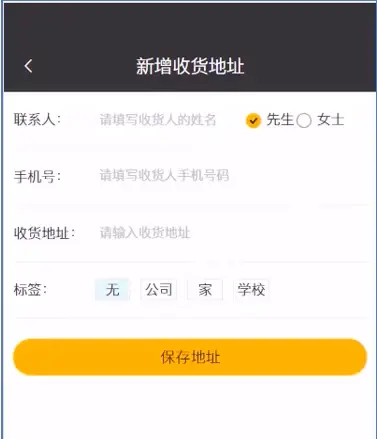 新增收货地址
联系人： 请填写收货人的姓名 先生 女士
手机号： 请填写收货人手机号码
收货地址： 请输入收货地址
标签： 无 公司 家 学校
保存地址